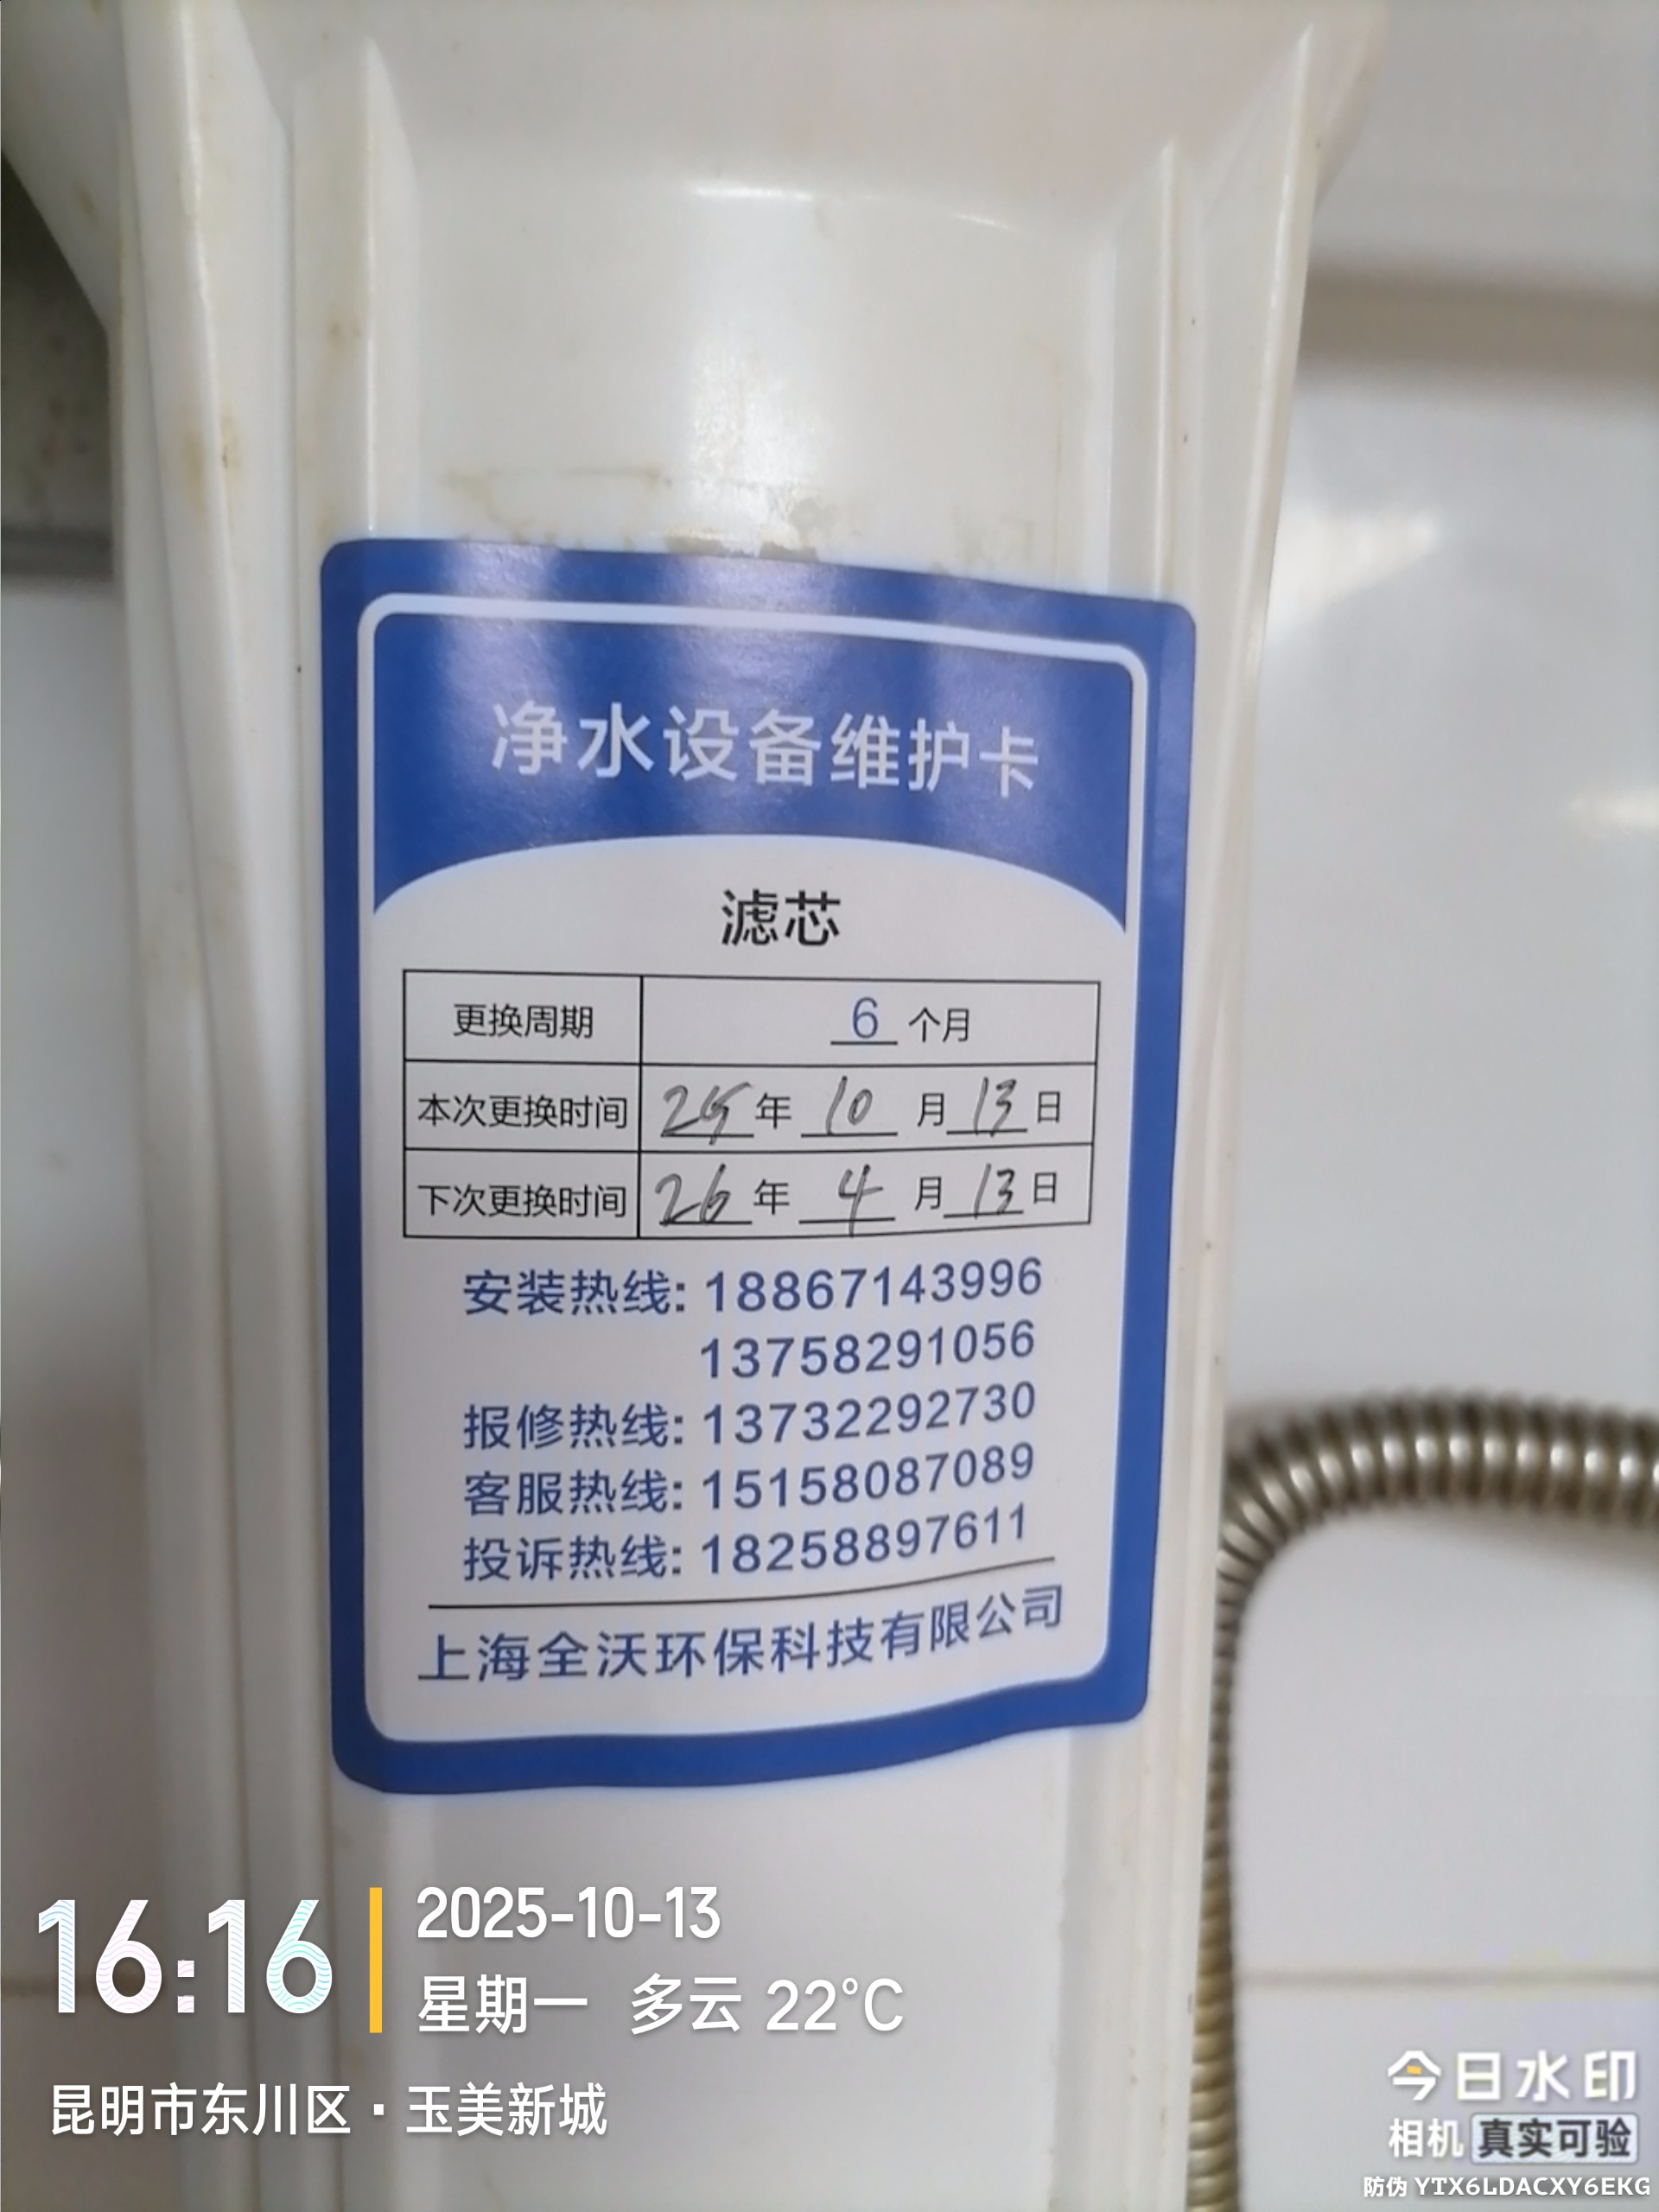 净水设备维护卡
滤芯
更换周期 6 个月
本次更换时间 25 年 10 月 13 日
下次更换时间 26 年 4 月 13 日
安装热线: 18867143996
13758291056
报修热线: 13732292730
客服热线: 15158087089
投诉热线: 18258897611
上海全沃环保科技有限公司
16:16
2025-10-13
星期一 多云 22°C
昆明市东川区·玉美新城
今日水印
相机 真实可验
防伪 YTX6LDACXY6EKG